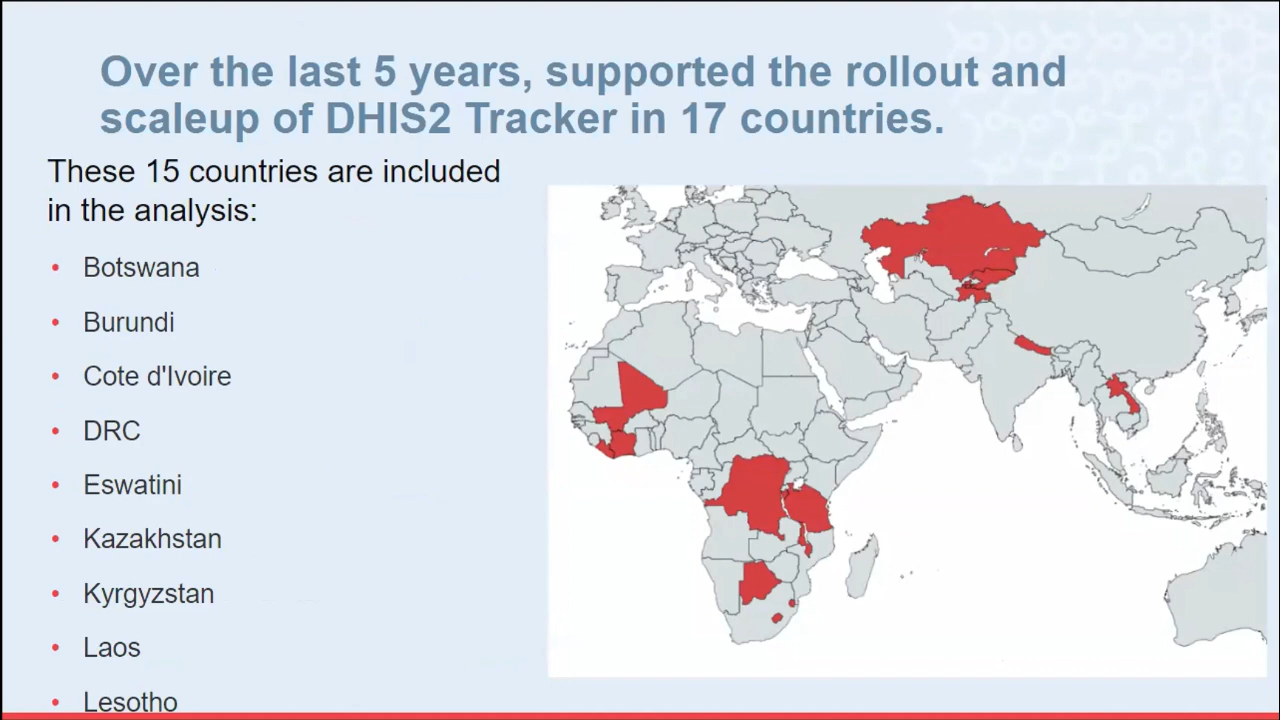 Over the last 5 years, supported the rollout and
scaleup of DHIS2 Tracker in 17 countries.
These 15 countries are included
in the analysis:
• Botswana
• Burundi
• Cote d'Ivoire
• DRC
• Eswatini
• Kazakhstan
• Kyrgyzstan
• Laos
• Lesotho